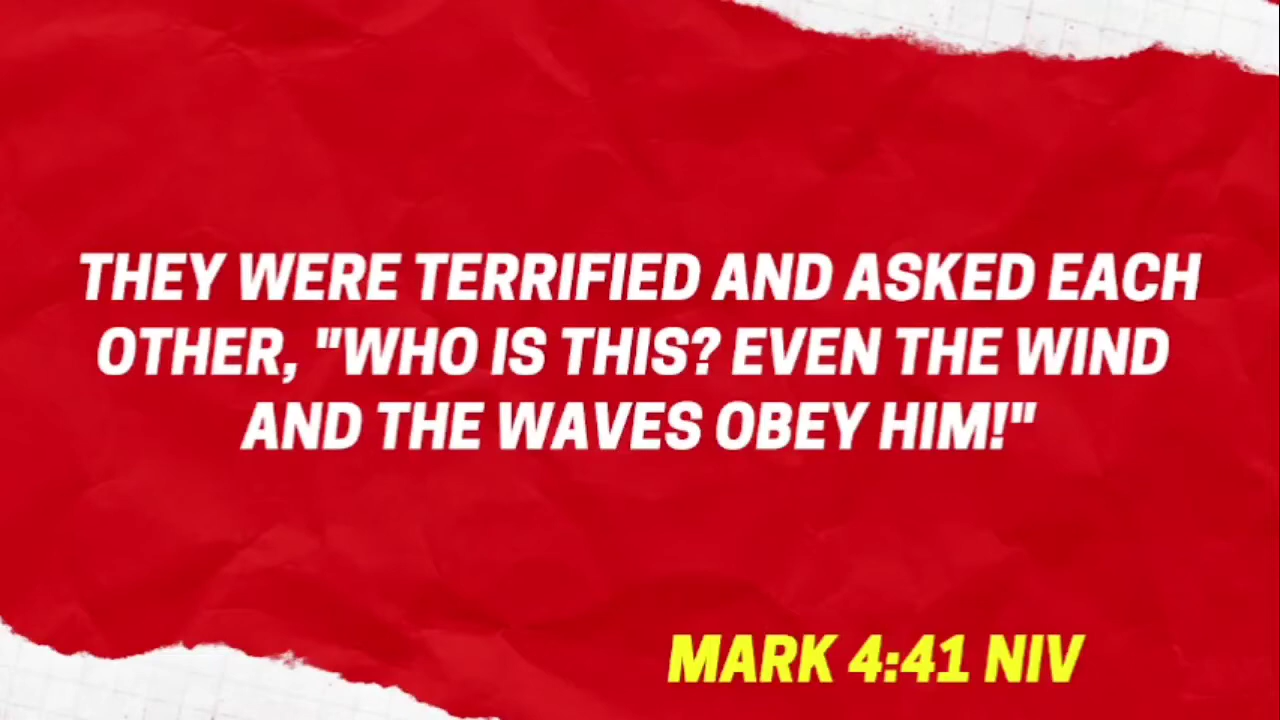 THEY WERE TERRIFIED AND ASKED EACH
OTHER, "WHO IS THIS? EVEN THE WIND
AND THE WAVES OBEY HIM!"
MARK 4:41 NIV